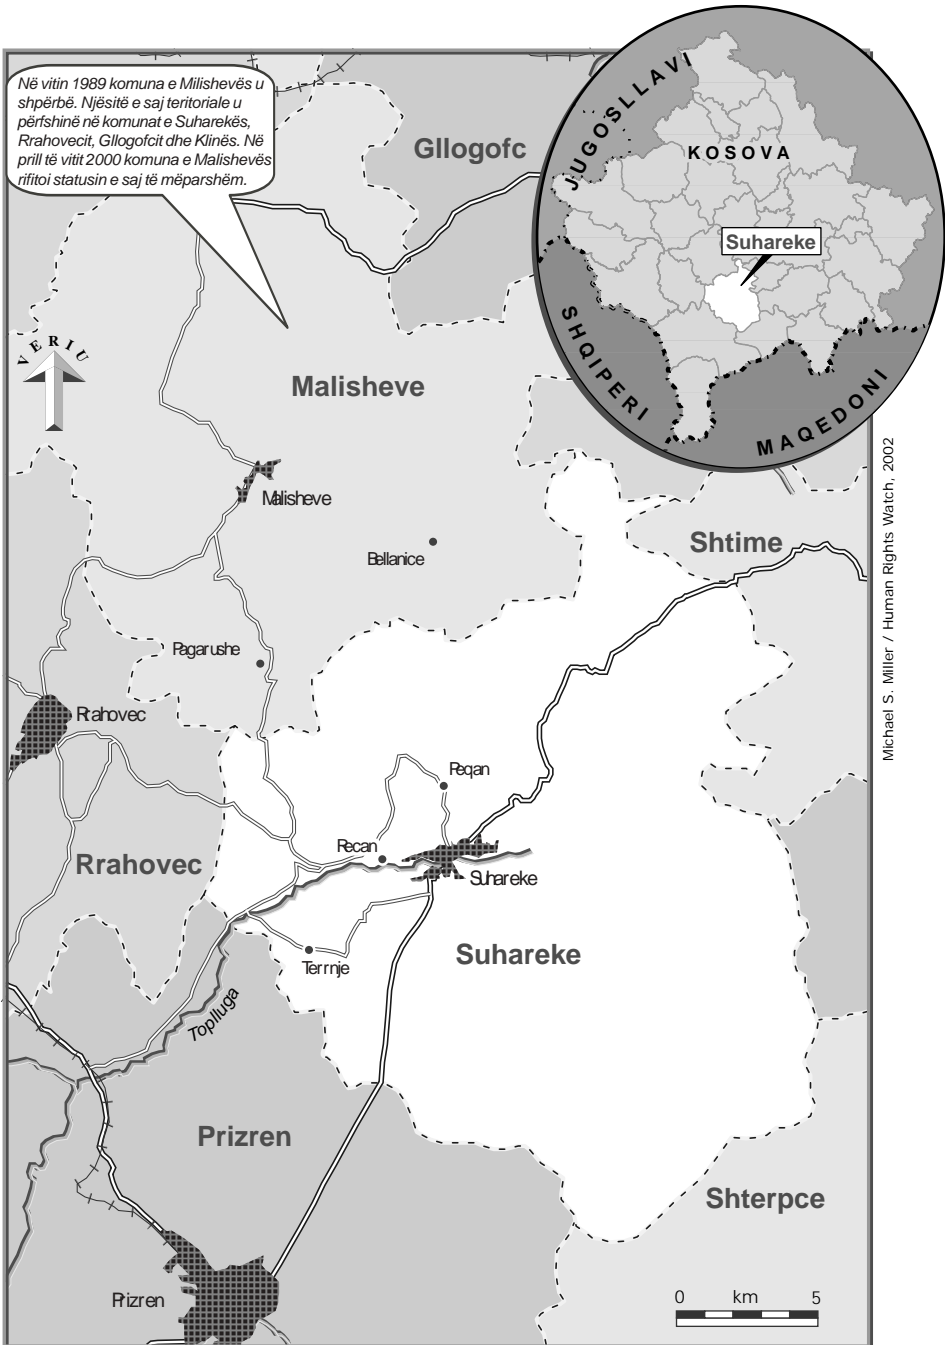 Në vitin 1989 komuna e Milishevës u
shpërbë. Njësitë e saj teritoriale u
përfshinë në komunat e Suharekës,
Rrahovecit, Gllogofcit dhe Klinës. Në
prill të vitit 2000 komuna e Malishevës
rifitoi statusin e saj të mëparshëm.
JUGOSLLAVI
KOSOVA
Suhareke
SHQIPERI
MAQEDONI
Gllogofc
VERIU
Malisheve
Malisheve
Shtime
Bellanice
Pagarushe
Rrahovec
Peqan
Recan
Rrahovec
Suhareke
Suhareke
Terrnje
Toplluga
Prizren
Shterpce
Prizren
0 km 5
Michael S. Miller / Human Rights Watch, 2002